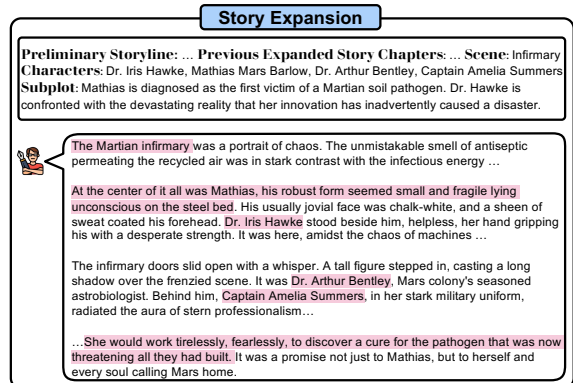 Story Expansion
Preliminary Storyline: ... Previous Expanded Story Chapters: ... Scene: Infirmary
Characters: Dr. Iris Hawke, Mathias Mars Barlow, Dr. Arthur Bentley, Captain Amelia Summers
Subplot: Mathias is diagnosed as the first victim of a Martian soil pathogen. Dr. Hawke is
confronted with the devastating reality that her innovation has inadvertently caused a disaster.
The Martian infirmary was a portrait of chaos. The unmistakable smell of antiseptic
permeating the recycled air was in stark contrast with the infectious energy ...
At the center of it all was Mathias, his robust form seemed small and fragile lying
unconscious on the steel bed. His usually jovial face was chalk-white, and a sheen of
sweat coated his forehead. Dr. Iris Hawke stood beside him, helpless, her hand gripping
his with a desperate strength. It was here, amidst the chaos of machines ...
The infirmary doors slid open with a whisper. A tall figure stepped in, casting a long
shadow over the frenzied scene. It was Dr. Arthur Bentley, Mars colony's seasoned
astrobiologist. Behind him, Captain Amelia Summers, in her stark military uniform,
radiated the aura of stern professionalism...
...She would work tirelessly, fearlessly, to discover a cure for the pathogen that was now
threatening all they had built. It was a promise not just to Mathias, but to herself and
every soul calling Mars home.